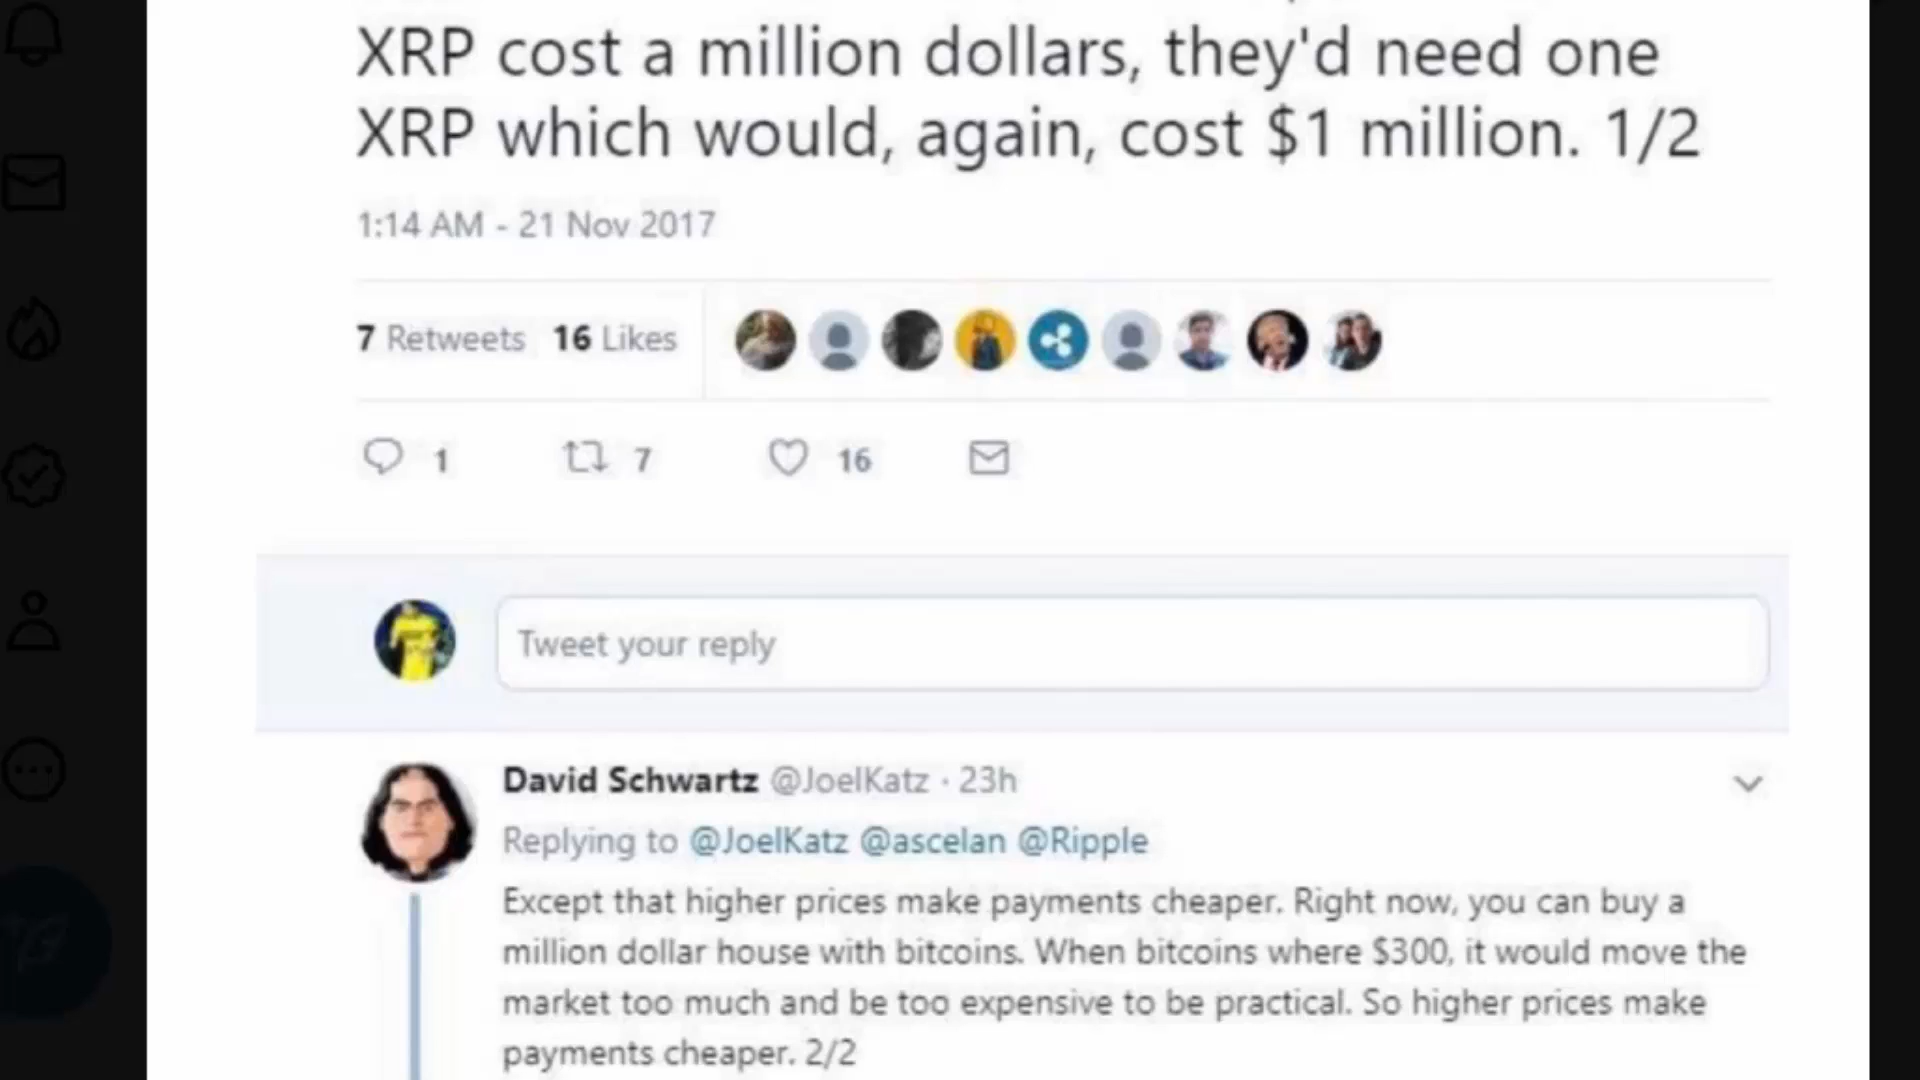 XRP cost a million dollars, they'd need one
XRP which would, again, cost $1 million. 1/2
1:14 AM - 21 Nov 2017
7 Retweets 16 Likes
1 7 16
Tweet your reply
David Schwartz @JoelKatz · 23h
Replying to @JoelKatz @ascelan @Ripple
Except that higher prices make payments cheaper. Right now, you can buy a
million dollar house with bitcoins. When bitcoins where $300, it would move the
market too much and be too expensive to be practical. So higher prices make
payments cheaper. 2/2